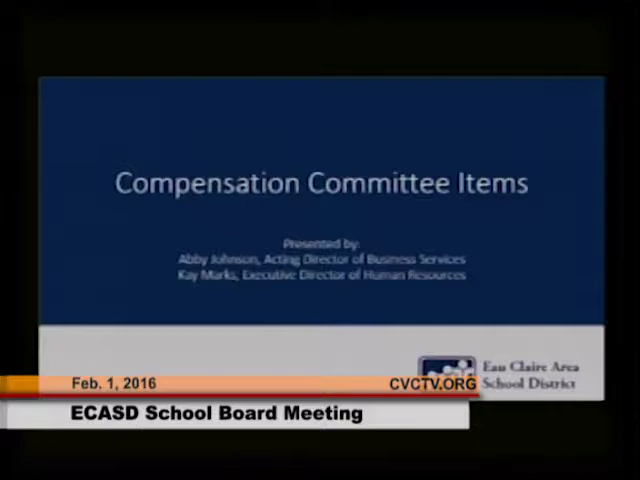 Compensation Committee Items
Presented by:
Abby Johnson, Acting Director of Business Services
Kay Marks, Executive Director of Human Resources
Eau Claire Area
School District
Feb. 1, 2016
CVCTV.ORG
ECASD School Board Meeting